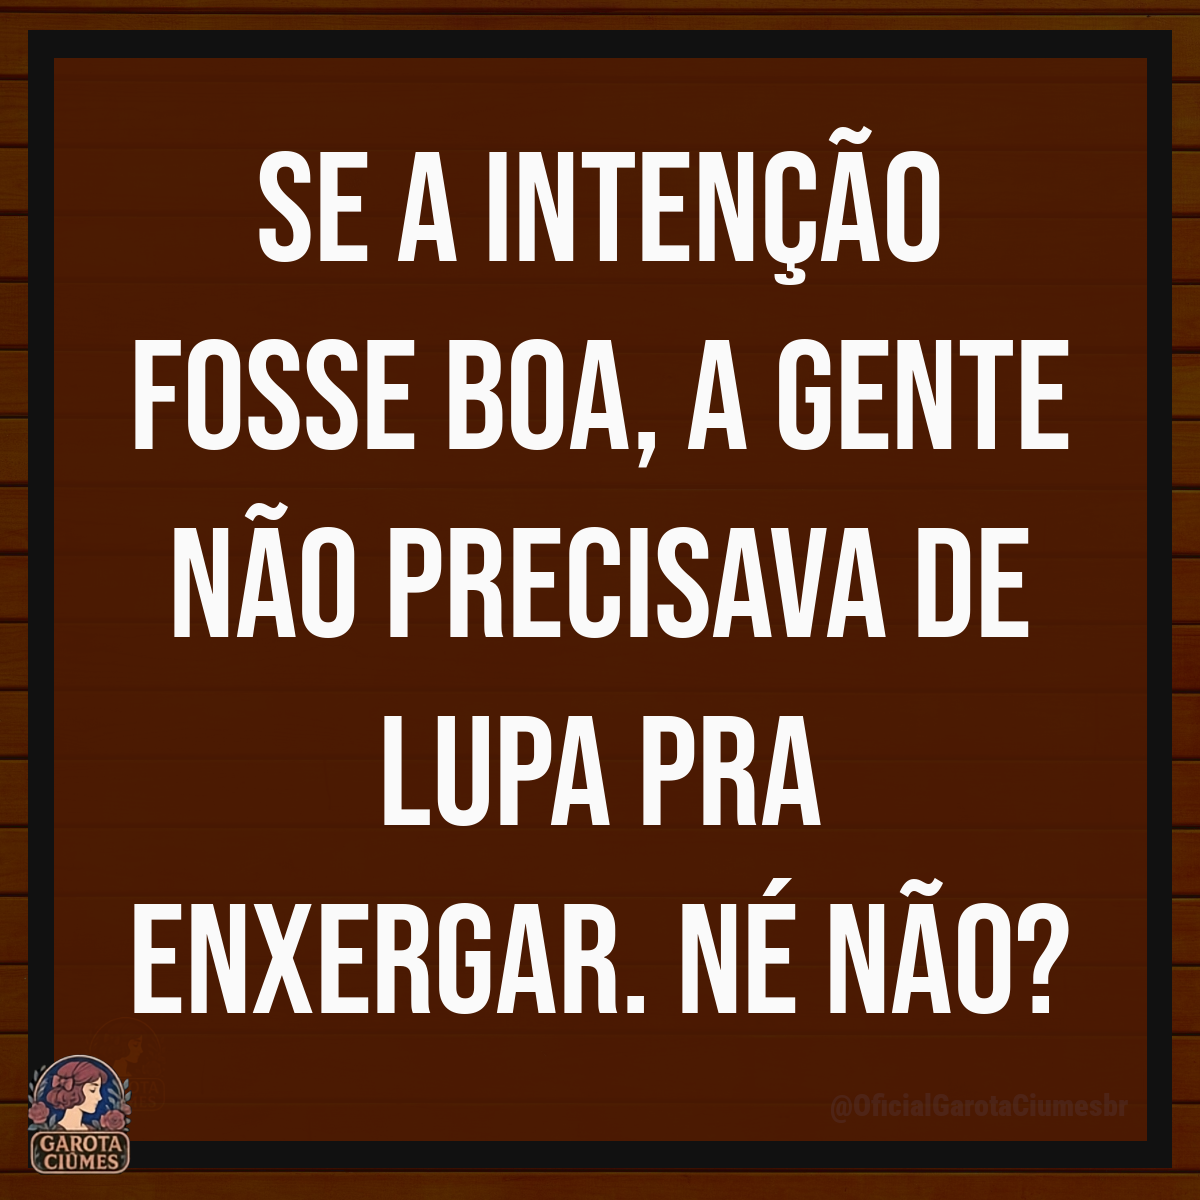 SE A INTENÇÃO
FOSSE BOA, A GENTE
NÃO PRECISAVA DE
LUPA PRA
ENXERGAR. NÉ NÃO?
@OficialGarotaCiumesbr
GAROTA
CIÚMES